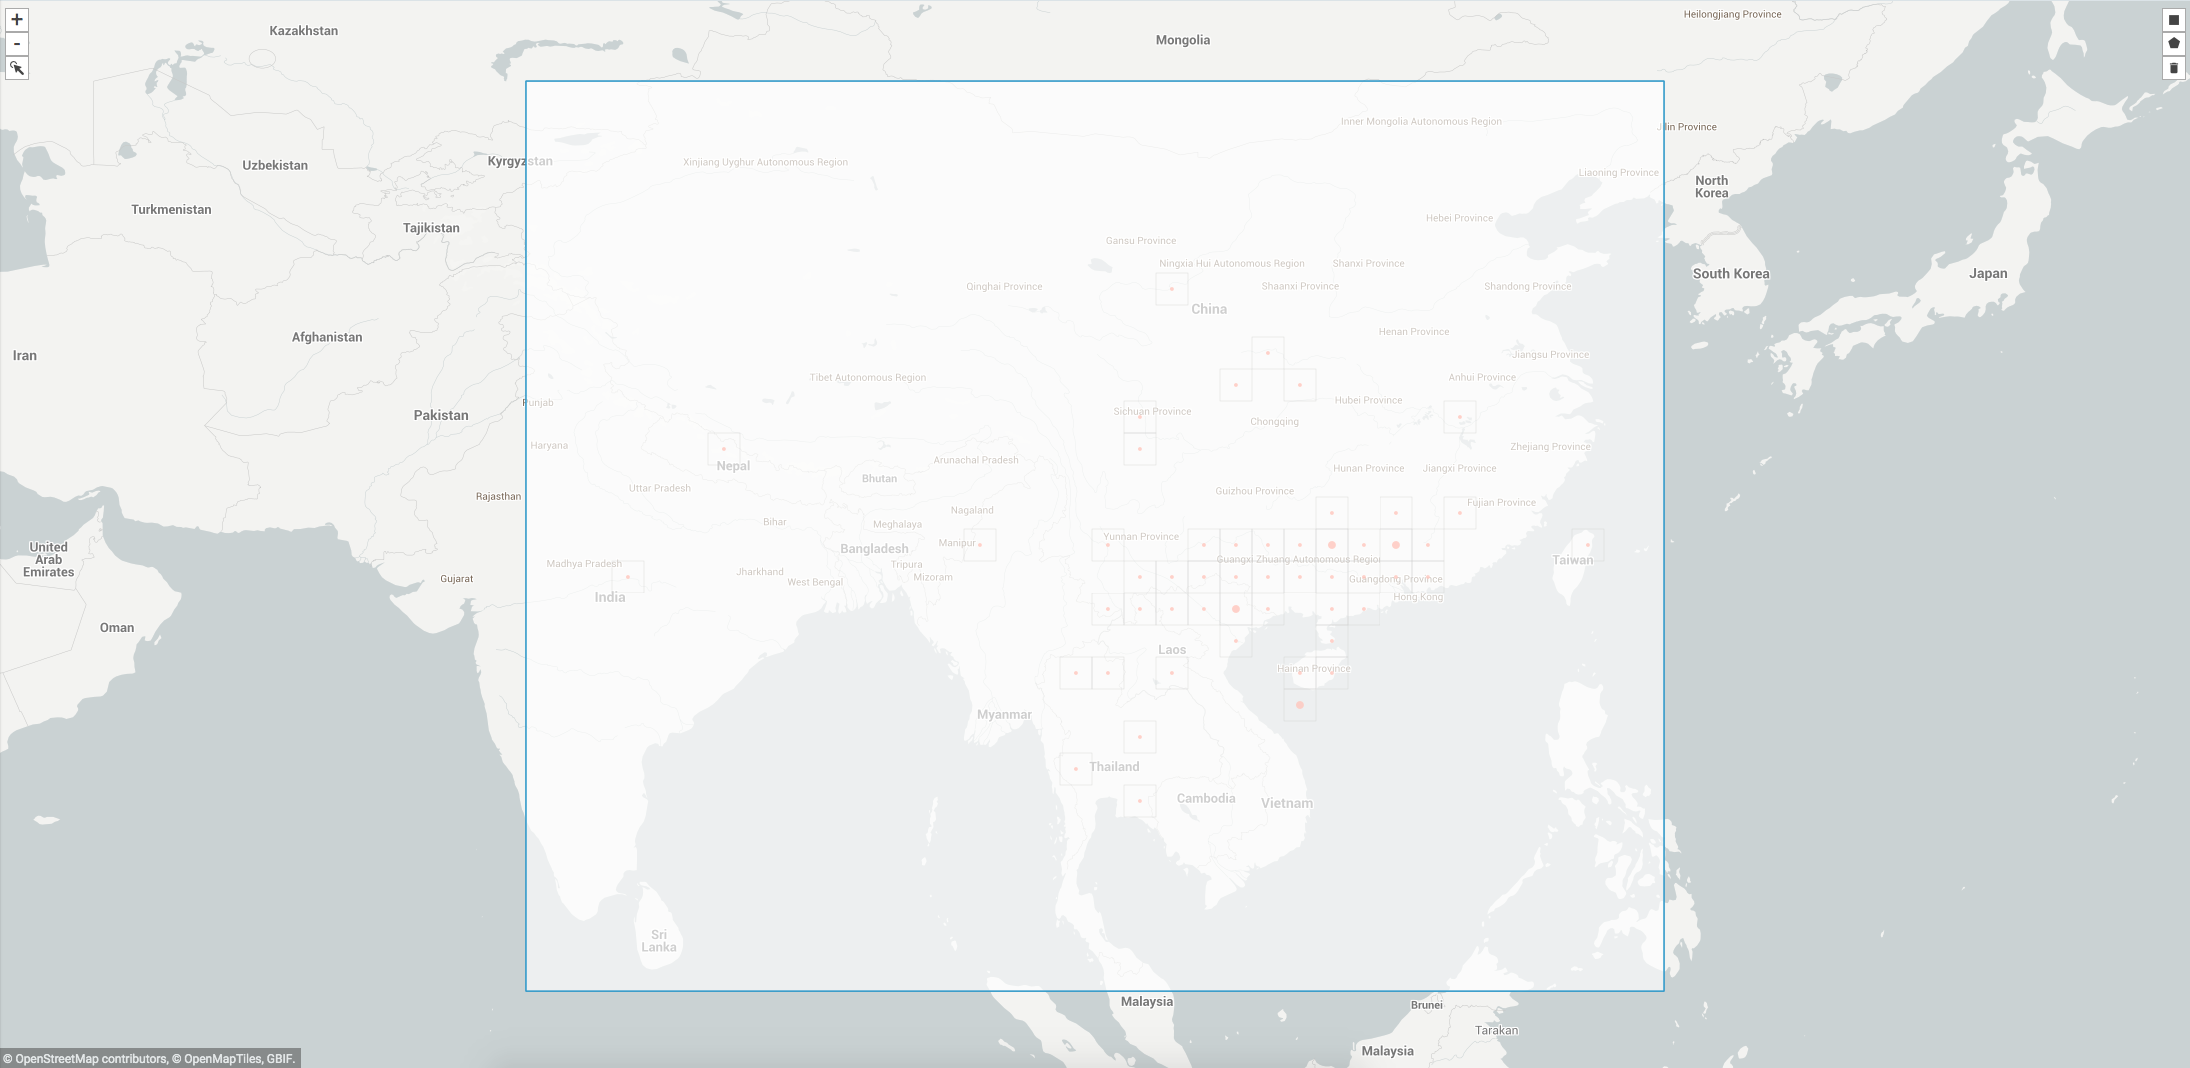 +
-
Kazakhstan
Mongolia
Heilongjiang Province
Inner Mongolia Autonomous Region
Jilin Province
Kyrgyzstan
Xinjiang Uyghur Autonomous Region
Uzbekistan
Liaoning Province
North
Korea
Turkmenistan
Tajikistan
Hebei Province
Gansu Province
Ningxia Hui Autonomous Region
Shanxi Province
South Korea
Japan
Qinghai Province
Shaanxi Province
Shandong Province
China
Afghanistan
Henan Province
Iran
Jiangsu Province
Tibet Autonomous Region
Anhui Province
Punjab
Hubei Province
Pakistan
Sichuan Province
Chongqing
Haryana
Zhejiang Province
Nepal
Arunachal Pradesh
Hunan Province
Jiangxi Province
Bhutan
Uttar Pradesh
Guizhou Province
Rajasthan
Fujian Province
Nagaland
Bihar
Meghalaya
Yunnan Province
Manipur
United
Arab
Emirates
Bangladesh
Guangxi Zhuang Autonomous Region
Taiwan
Madhya Pradesh
Tripura
Jharkhand
Mizoram
Gujarat
West Bengal
Guangdong Province
India
Hong Kong
Oman
Laos
Hainan Province
Myanmar
Thailand
Cambodia
Vietnam
Sri
Lanka
Malaysia
Brunei
Tarakan
Malaysia
© OpenStreetMap contributors, © OpenMapTiles, GBIF.